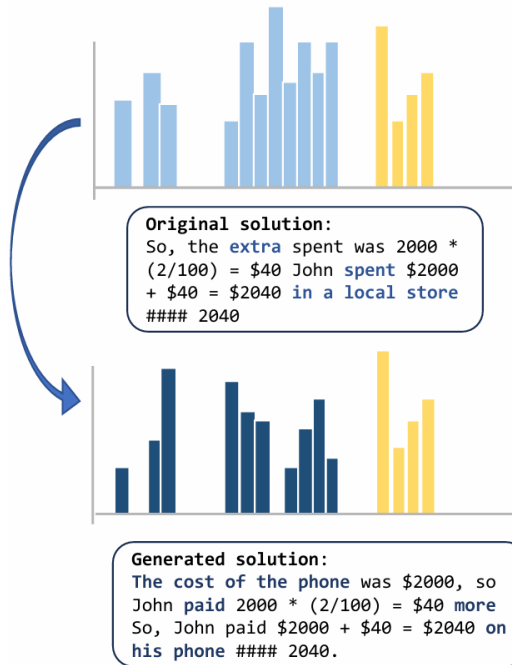 Original solution:
So, the extra spent was 2000 *
(2/100) = $40 John spent $2000
+ $40 = $2040 in a local store
#### 2040
Generated solution:
The cost of the phone was $2000, so
John paid 2000 * (2/100) = $40 more
So, John paid $2000 + $40 = $2040 on
his phone #### 2040.